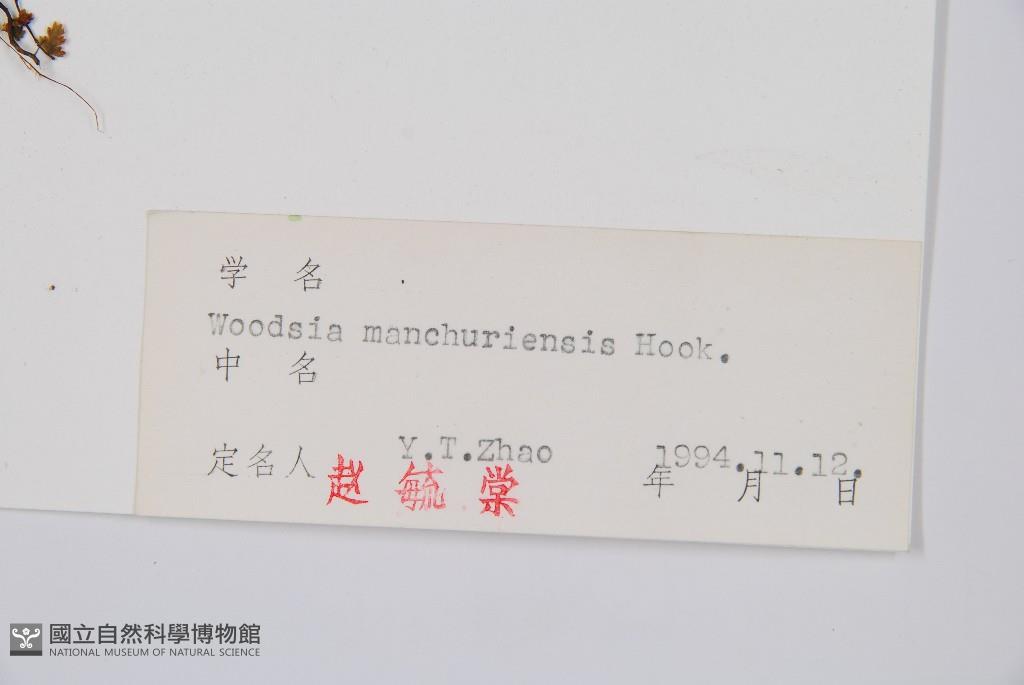 学 名
Woodsia manchuriensis Hook.
中 名
定名人 Y.T.Zhao 1994.11.12.
赵毓棠 年 月 日
國立自然科學博物館
NATIONAL MUSEUM OF NATURAL SCIENCE